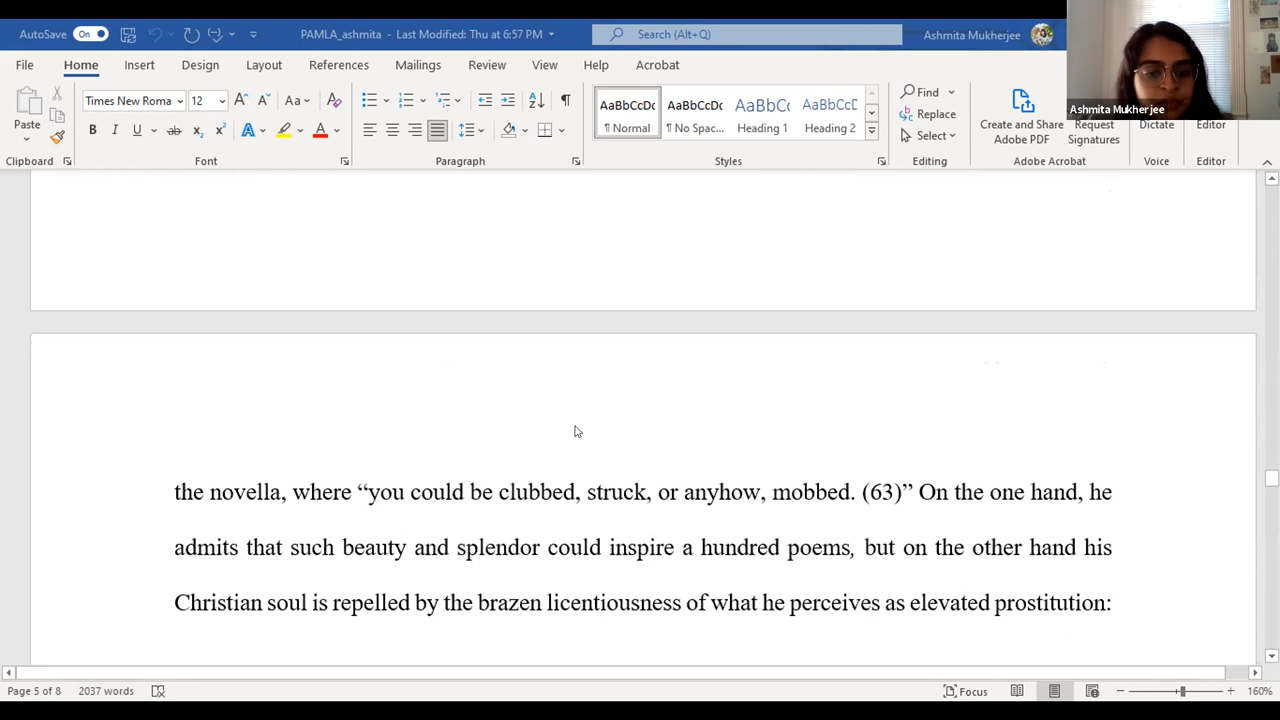 AutoSave On PAMLA_ashmita - Last Modified: Thu at 6:57 PM Search (Alt+Q) Ashmita Mukherjee
File Home Insert Design Layout References Mailings Review View Help Acrobat
Ashmita Mukherjee
Paste
Times New Roma 12
AaBbCcDc AaBbCcDc AaBbC AaBbCcD
¶ Normal ¶ No Spac... Heading 1 Heading 2
Find
Replace
Select
Create and Share Adobe PDF
Request Signatures
Dictate
Editor
Clipboard Font Paragraph Styles Editing Adobe Acrobat Voice Editor
the novella, where “you could be clubbed, struck, or anyhow, mobbed. (63)” On the one hand, he
admits that such beauty and splendor could inspire a hundred poems, but on the other hand his
Christian soul is repelled by the brazen licentiousness of what he perceives as elevated prostitution:
Page 5 of 8 2037 words Focus 160%